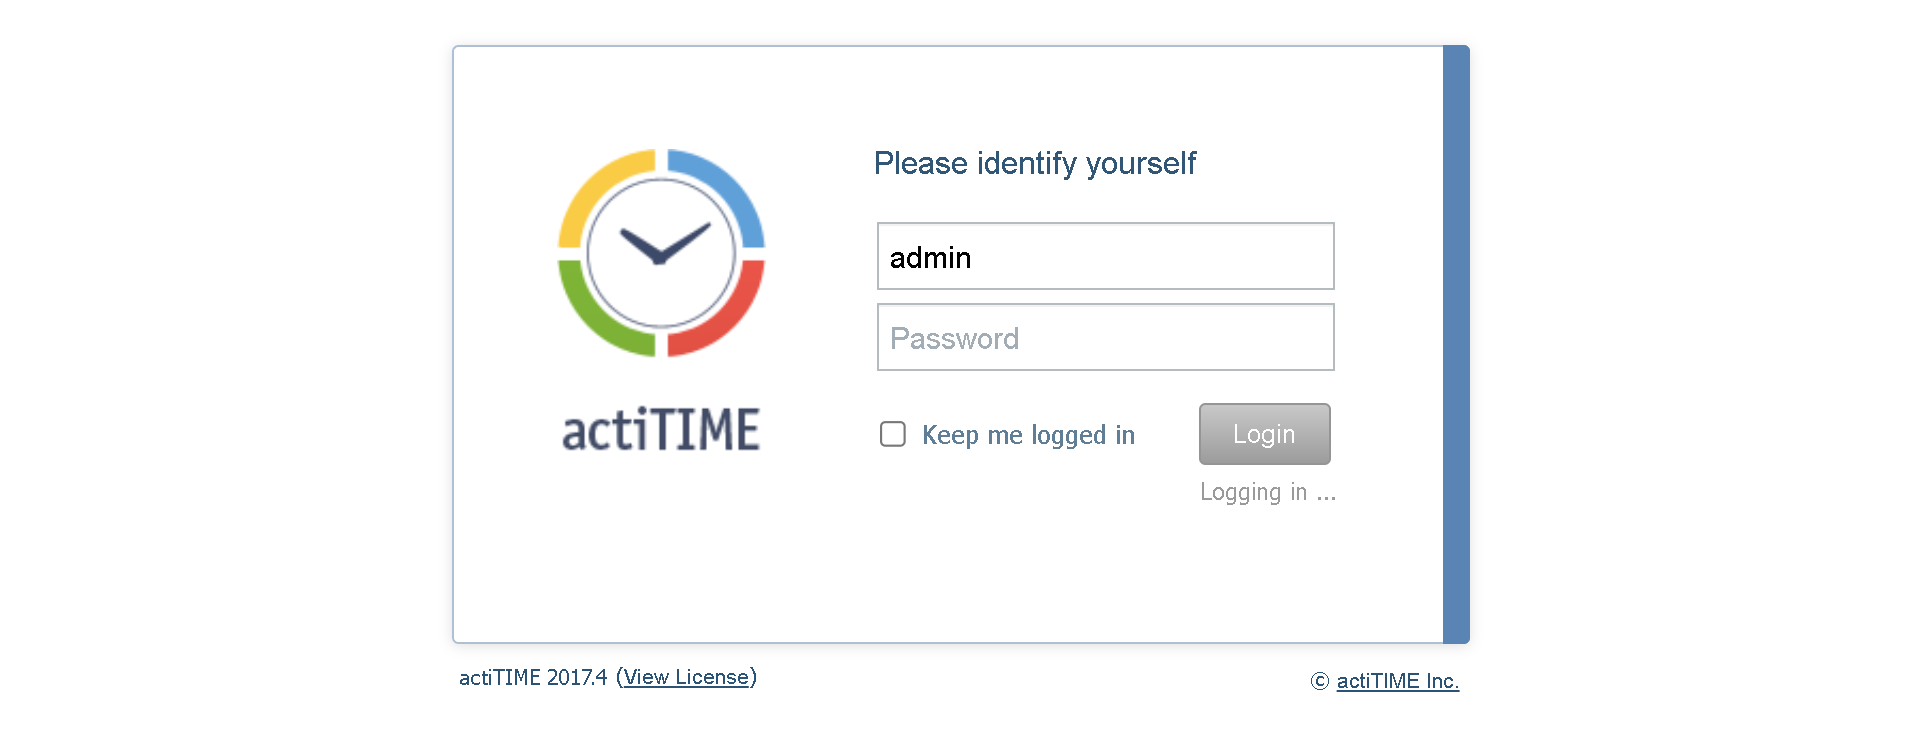 Please identify yourself
admin
Password
actiTIME
Keep me logged in
Login
Logging in ...
actiTIME 2017.4 (View License)
© actiTIME Inc.